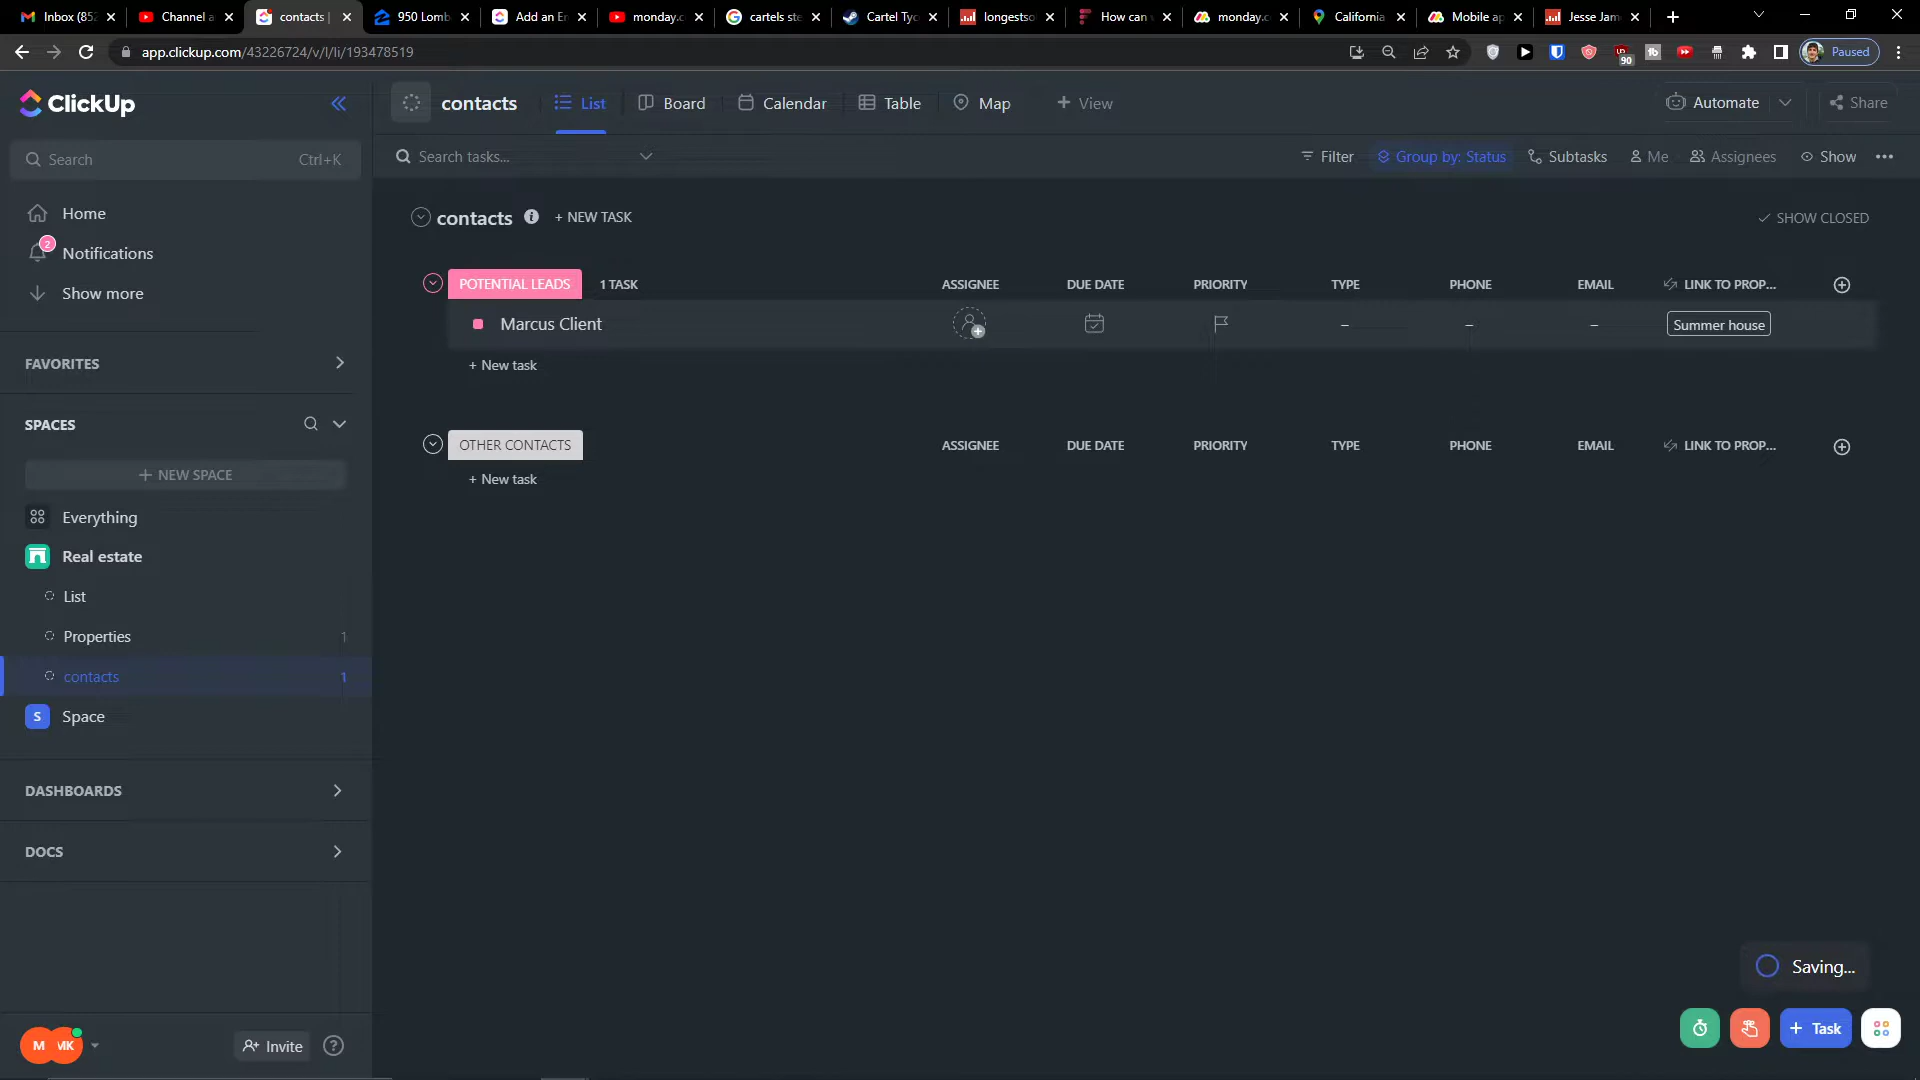 Inbox (852
Channel a
contacts |
950 Lomb
Add an Em
monday.c
cartels ste
Cartel Tyc
longestso
How can
monday.c
California
Mobile ap
Jesse Jam
app.clickup.com/43226724/v/l/li/193478519
90
Paused
ClickUp
contacts
List
Board
Calendar
Table
Map
+ View
Automate
Share
Search
Ctrl+K
Search tasks...
Filter
Group by: Status
Subtasks
Me
Assignees
Show
Home
2
Notifications
Show more
contacts
+ NEW TASK
SHOW CLOSED
POTENTIAL LEADS
1 TASK
ASSIGNEE
DUE DATE
PRIORITY
TYPE
PHONE
EMAIL
LINK TO PROP...
Marcus Client
–
–
–
Summer house
+ New task
FAVORITES
SPACES
OTHER CONTACTS
ASSIGNEE
DUE DATE
PRIORITY
TYPE
PHONE
EMAIL
LINK TO PROP...
+ New task
+ NEW SPACE
Everything
Real estate
List
Properties
1
contacts
1
S
Space
DASHBOARDS
DOCS
Saving...
M
MK
Invite
?
+ Task